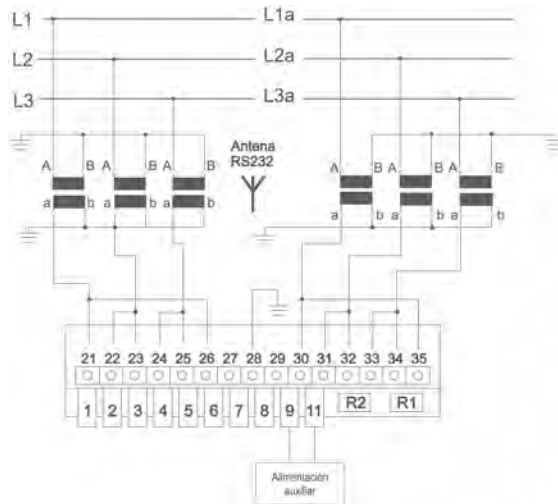 L1 L1a
L2 L2a
L3 L3a
Antena
RS232
A B A B A B A B A B A B
a b a b a b a b a b a b
21 22 23 24 25 26 27 28 29 30 31 32 33 34 35
1 2 3 4 5 6 7 8 9 11 R2 R1
Alimentación
auxiliar